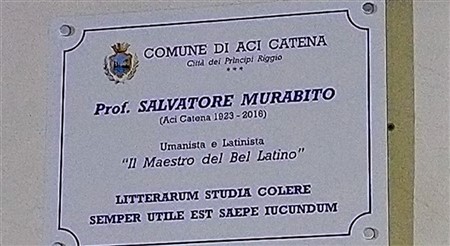 COMUNE DI ACI CATENA
Città dei Principi Riggio
***
Prof. SALVATORE MURABITO
(Aci Catena 1923 - 2016)
Umanista e Latinista
"Il Maestro del Bel Latino"
LITTERARUM STUDIA COLERE
SEMPER UTILE EST SAEPE IUCUNDUM